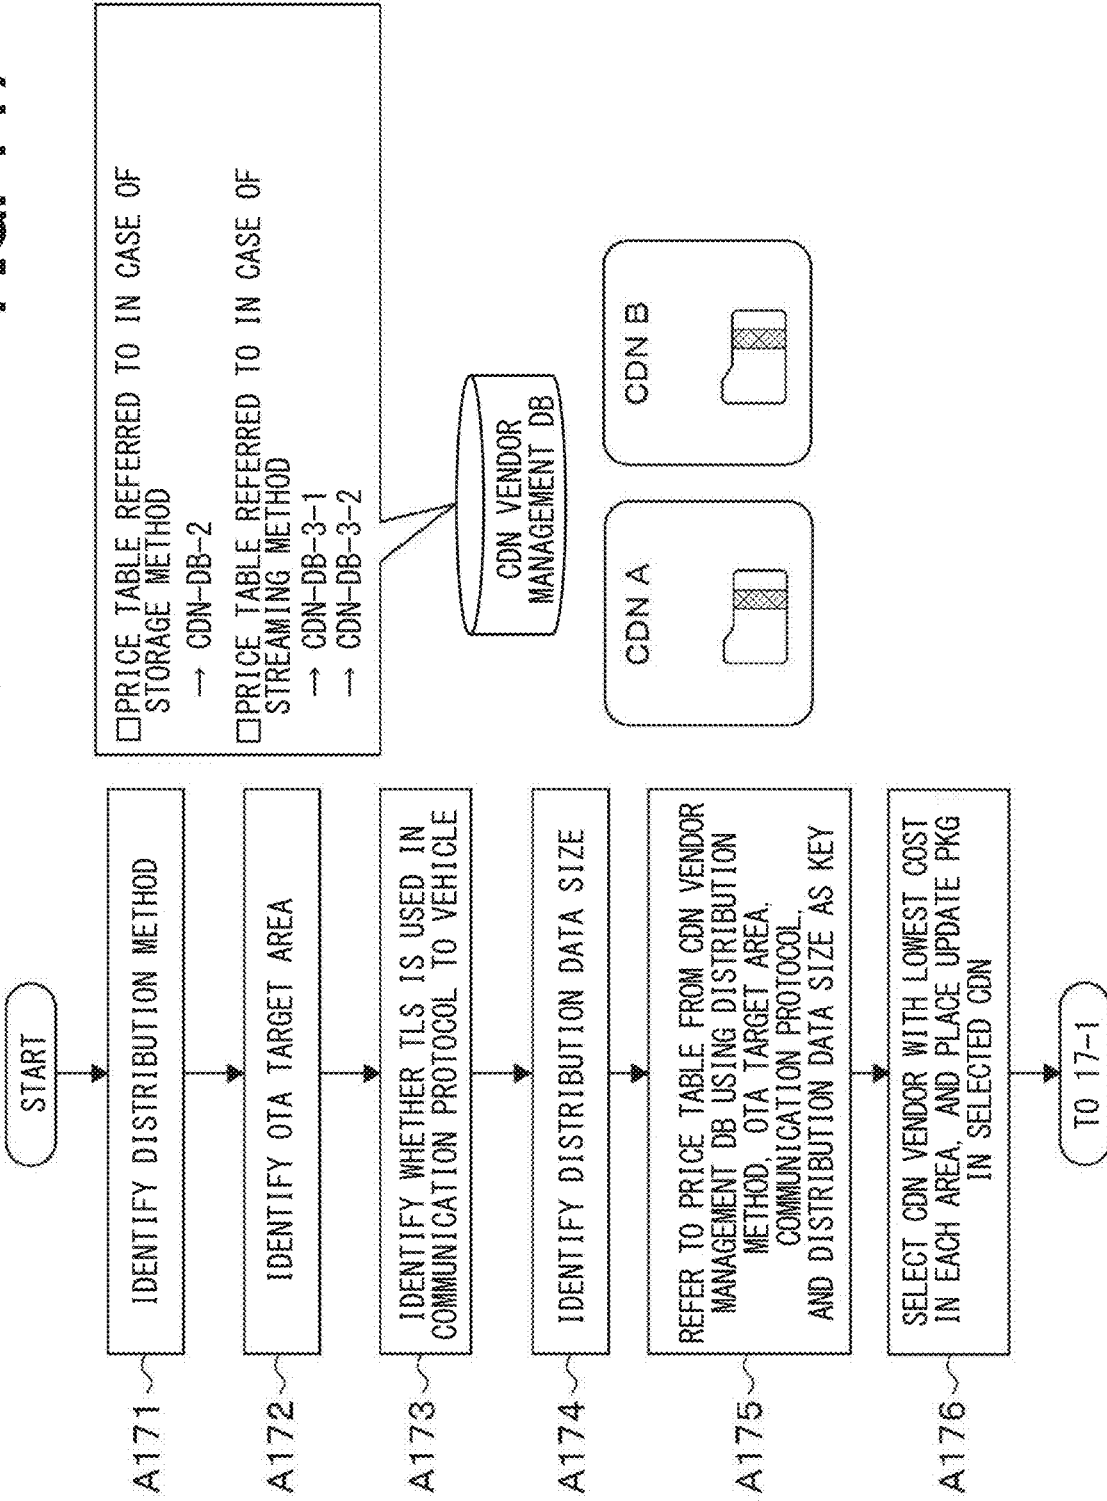 START
A171
IDENTIFY DISTRIBUTION METHOD
A172
IDENTIFY OTA TARGET AREA
A173
IDENTIFY WHETHER TLS IS USED IN
COMMUNICATION PROTOCOL TO VEHICLE
A174
IDENTIFY DISTRIBUTION DATA SIZE
A175
REFER TO PRICE TABLE FROM CDN VENDOR
MANAGEMENT DB USING DISTRIBUTION
METHOD, OTA TARGET AREA,
COMMUNICATION PROTOCOL,
AND DISTRIBUTION DATA SIZE AS KEY
A176
SELECT CDN VENDOR WITH LOWEST COST
IN EACH AREA, AND PLACE UPDATE PKG
IN SELECTED CDN
TO 17-1
□PRICE TABLE REFERRED TO IN CASE OF
STORAGE METHOD
→ CDN-DB-2
□PRICE TABLE REFERRED TO IN CASE OF
STREAMING METHOD
→ CDN-DB-3-1
→ CDN-DB-3-2
CDN VENDOR
MANAGEMENT DB
CDN A
CDN B